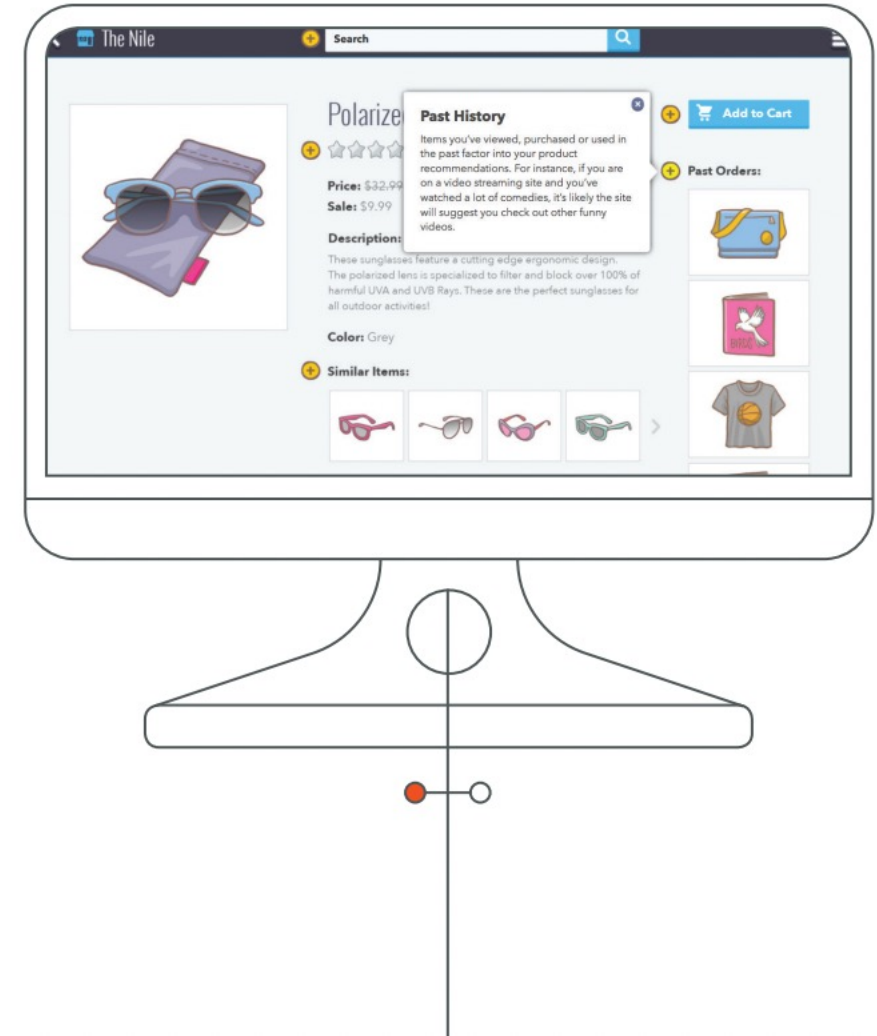 The Nile
Search
Polarize
Past History
Items you've viewed, purchased or used in
the past factor into your product
recommendations. For instance, if you are
on a video streaming site and you've
watched a lot of comedies, it's likely the site
will suggest you check out other funny
videos.
Add to Cart
Past Orders:
Price: $32.99
Sale: $9.99
Description:
These sunglasses feature a cutting edge ergonomic design.
The polarized lens is specialized to filter and block over 100% of
harmful UVA and UVB Rays. These are the perfect sunglasses for
all outdoor activities!
Color: Grey
Similar Items:
BIRDS